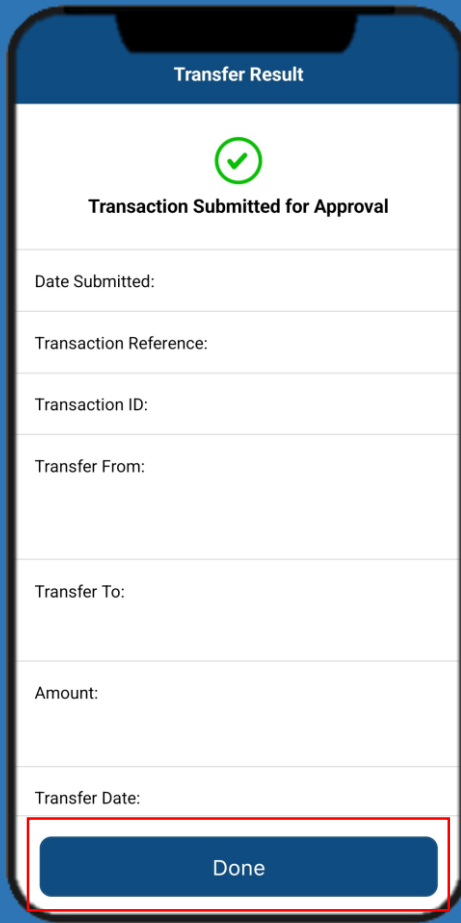 Transfer Result
Transaction Submitted for Approval
Date Submitted:
Transaction Reference:
Transaction ID:
Transfer From:
Transfer To:
Amount:
Transfer Date:
Done